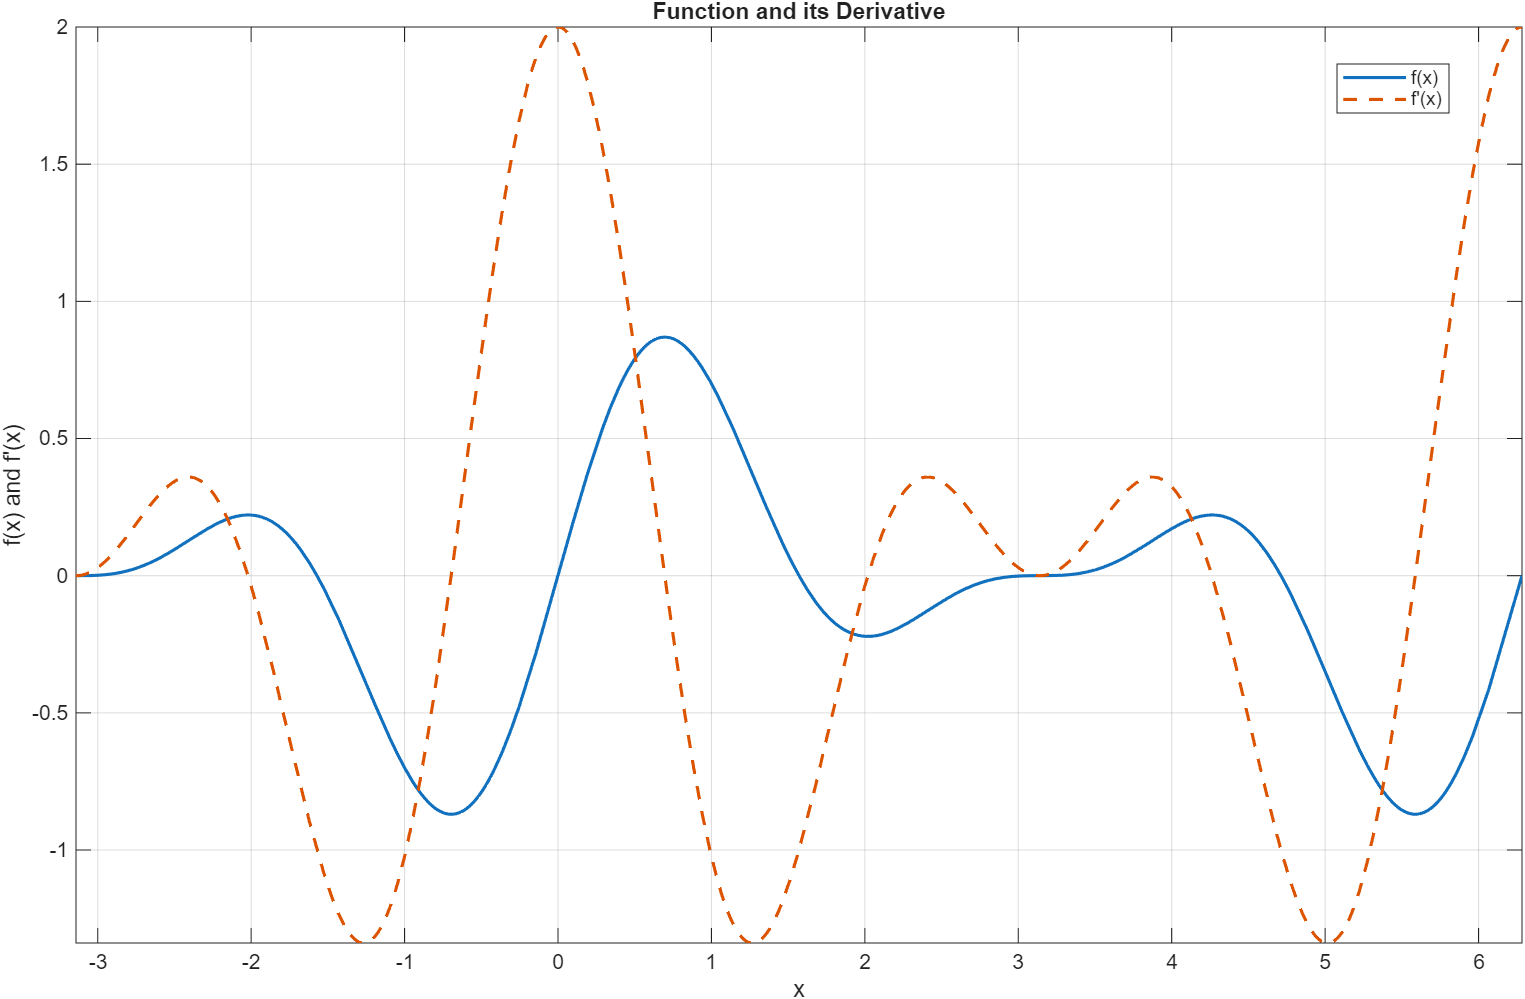 Function and its Derivative
f(x)
f'(x)
f(x) and f'(x)
2
1.5
1
0.5
0
-0.5
-1
-3 -2 -1 0 1 2 3 4 5 6
x